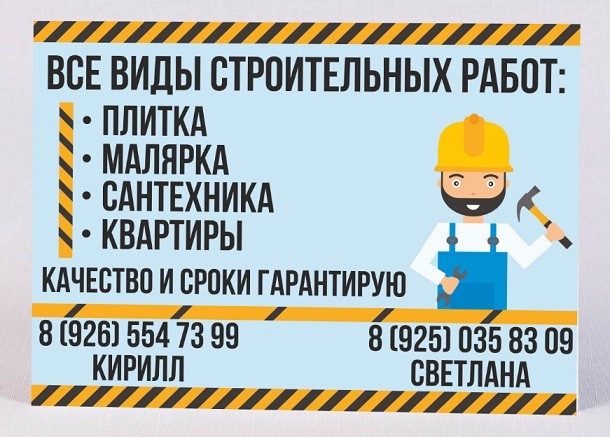 ВСЕ ВИДЫ СТРОИТЕЛЬНЫХ РАБОТ:
• ПЛИТКА
• МАЛЯРКА
• САНТЕХНИКА
• КВАРТИРЫ
КАЧЕСТВО И СРОКИ ГАРАНТИРУЮ
8 (926) 554 73 99
КИРИЛЛ
8 (925) 035 83 09
СВЕТЛАНА